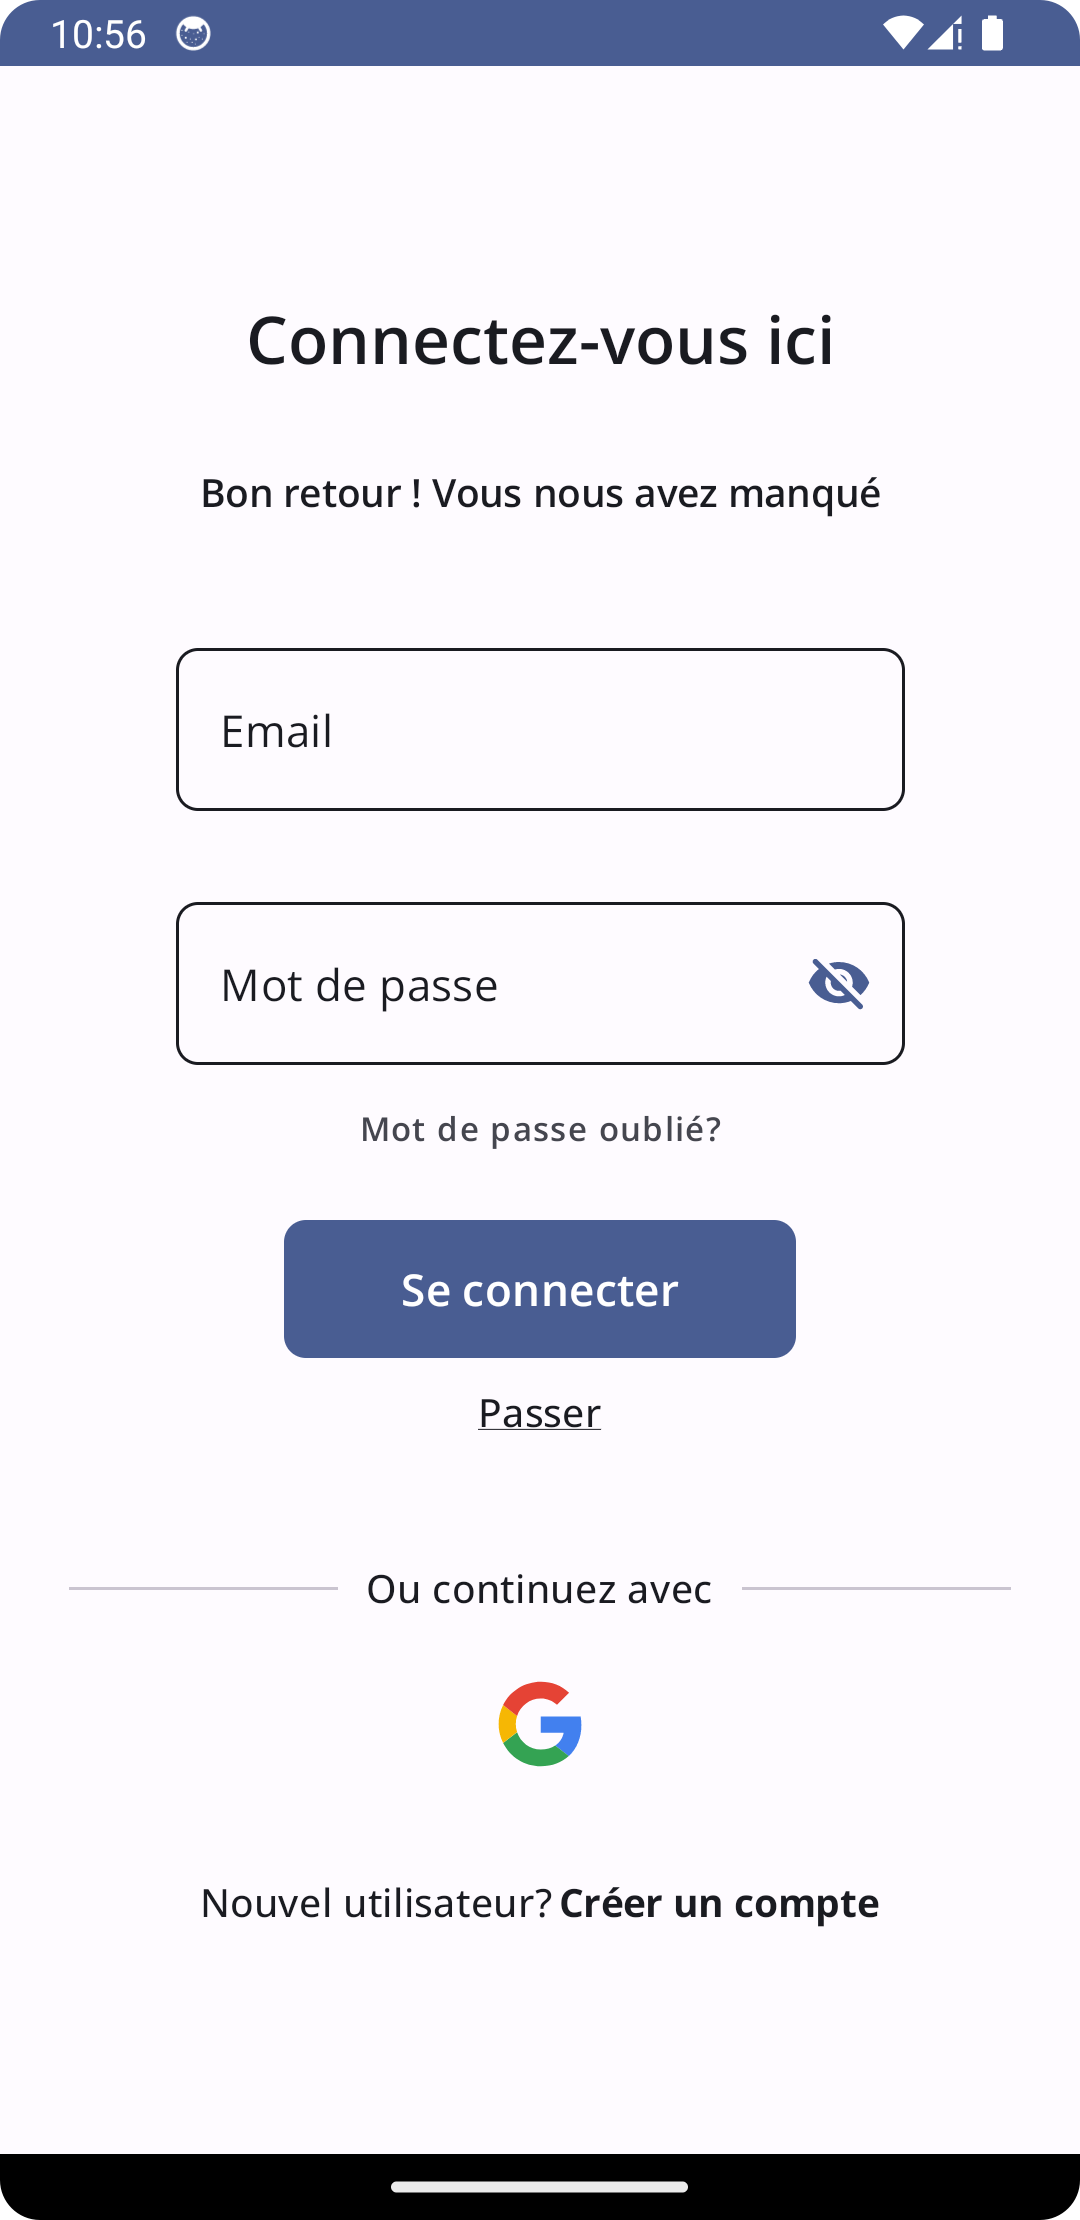 10:56
Connectez-vous ici
Bon retour ! Vous nous avez manqué
Email
Mot de passe
Mot de passe oublié?
Se connecter
Passer
Ou continuez avec
Nouvel utilisateur? Créer un compte